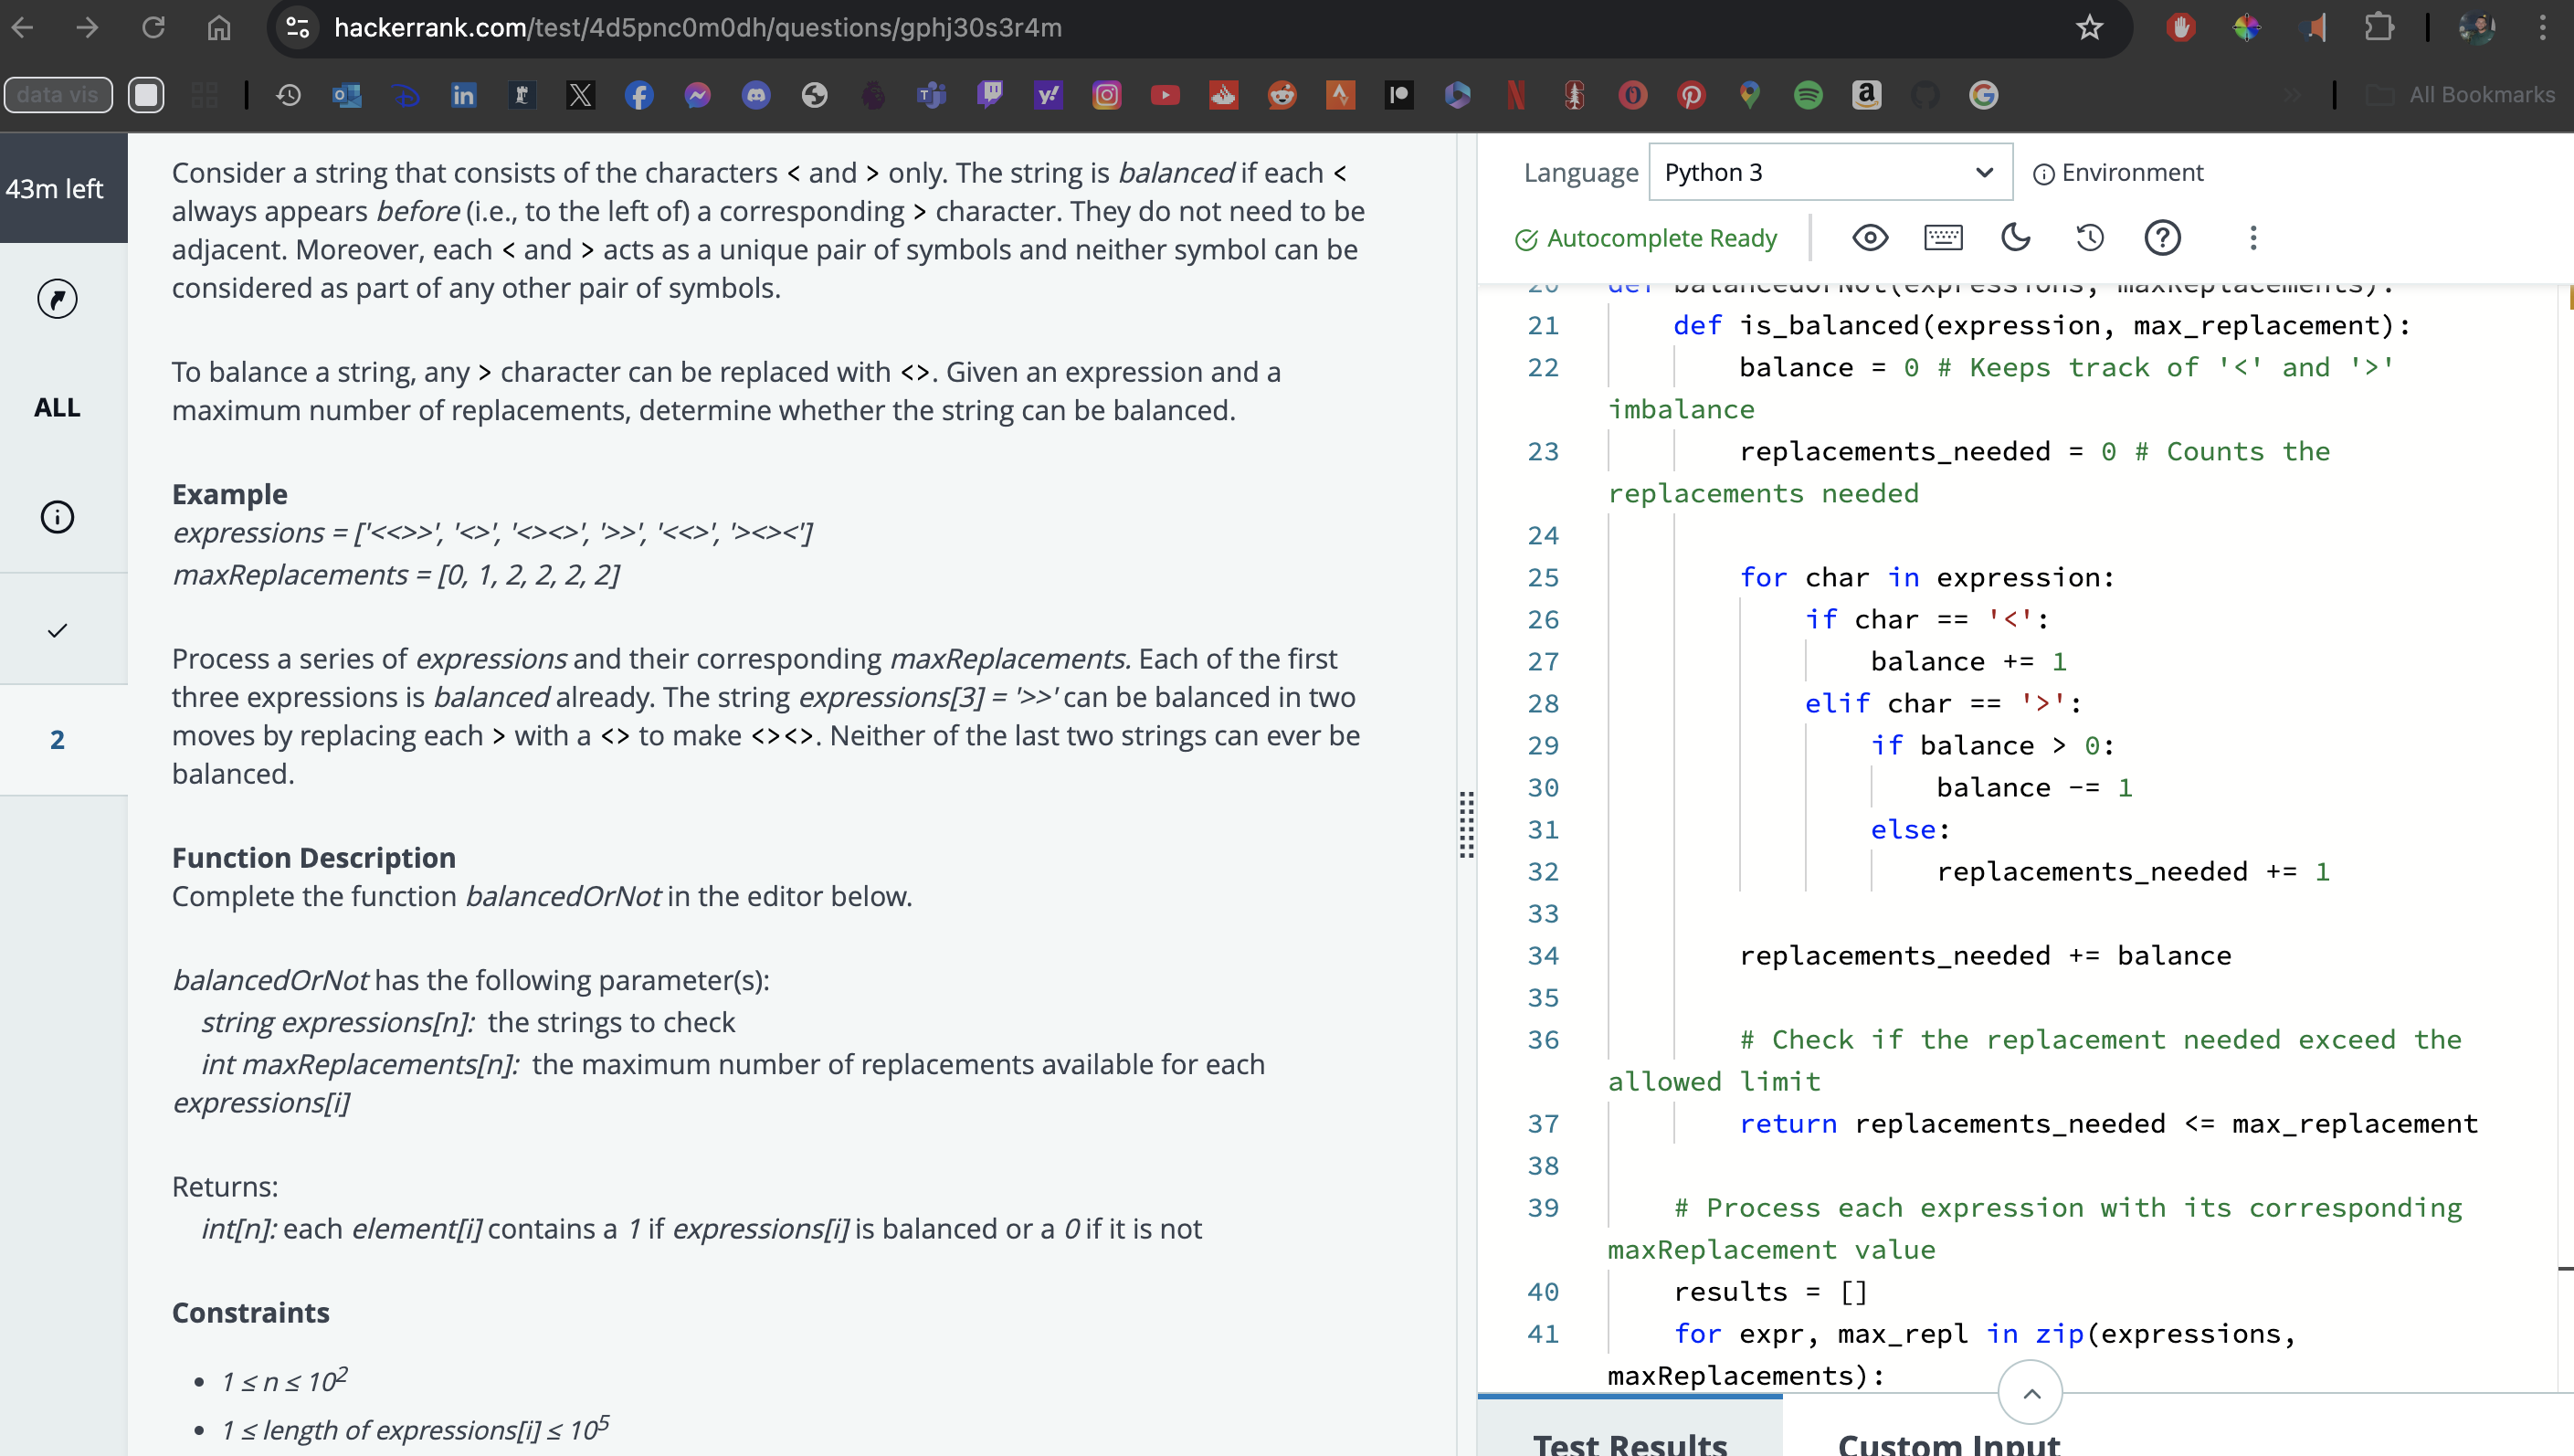 hackerrank.com/test/4d5pnc0m0dh/questions/gphj30s3r4m
data vis
All Bookmarks
43m left
ALL
2
Consider a string that consists of the characters < and > only. The string is balanced if each <
always appears before (i.e., to the left of) a corresponding > character. They do not need to be
adjacent. Moreover, each < and > acts as a unique pair of symbols and neither symbol can be
considered as part of any other pair of symbols.
To balance a string, any > character can be replaced with <>. Given an expression and a
maximum number of replacements, determine whether the string can be balanced.
Example
expressions = ['<<>>', '<>', '<><>', '>>', '<<>', '><><']
maxReplacements = [0, 1, 2, 2, 2, 2]
Process a series of expressions and their corresponding maxReplacements. Each of the first
three expressions is balanced already. The string expressions[3] = '>>' can be balanced in two
moves by replacing each > with a <> to make <><>. Neither of the last two strings can ever be
balanced.
Function Description
Complete the function balancedOrNot in the editor below.
balancedOrNot has the following parameter(s):
string expressions[n]: the strings to check
int maxReplacements[n]: the maximum number of replacements available for each
expressions[i]
Returns:
int[n]: each element[i] contains a 1 if expressions[i] is balanced or a 0 if it is not
Constraints
• 1 ≤ n ≤ 10²
• 1 ≤ length of expressions[i] ≤ 10⁵
Language Python 3 Environment
Autocomplete Ready
20 def balancedOrNot(expressions, maxReplacements):
21 def is_balanced(expression, max_replacement):
22 balance = 0 # Keeps track of '<' and '>'
imbalance
23 replacements_needed = 0 # Counts the
replacements needed
24
25 for char in expression:
26 if char == '<':
27 balance += 1
28 elif char == '>':
29 if balance > 0:
30 balance -= 1
31 else:
32 replacements_needed += 1
33
34 replacements_needed += balance
35
36 # Check if the replacement needed exceed the
allowed limit
37 return replacements_needed <= max_replacement
38
39 # Process each expression with its corresponding
maxReplacement value
40 results = []
41 for expr, max_repl in zip(expressions,
maxReplacements):
Test Results Custom Input